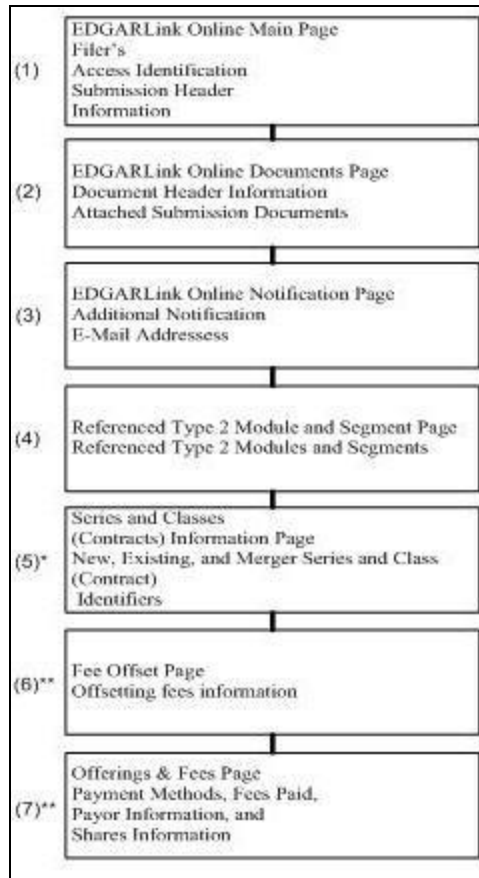 (1)
EDGARLink Online Main Page
Filer's
Access Identification
Submission Header
Information
(2)
EDGARLink Online Documents Page
Document Header Information
Attached Submission Documents
(3)
EDGARLink Online Notification Page
Additional Notification
E-Mail Addressess
(4)
Referenced Type 2 Module and Segment Page
Referenced Type 2 Modules and Segments
(5)*
Series and Classes
(Contracts) Information Page
New, Existing, and Merger Series and Class
(Contract)
Identifiers
(6)**
Fee Offset Page
Offsetting fees information
(7)**
Offerings & Fees Page
Payment Methods, Fees Paid,
Payor Information, and
Shares Information